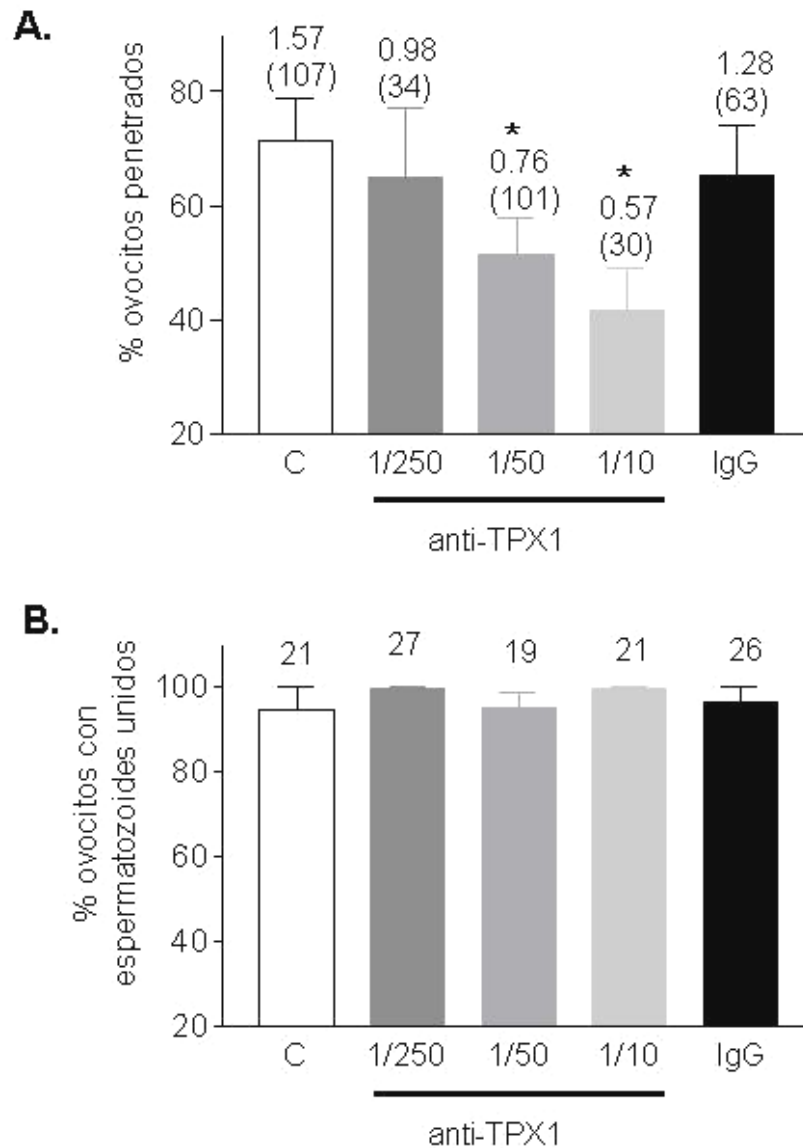 A.
% ovocitos penetrados
80
60
40
20
1.57
(107)
0.98
(34)
*
0.76
(101)
*
0.57
(30)
1.28
(63)
C 1/250 1/50 1/10 IgG
anti-TPX1
B.
% ovocitos con
espermatozoides unidos
100
80
60
40
20
21 27 19 21 26
C 1/250 1/50 1/10 IgG
anti-TPX1